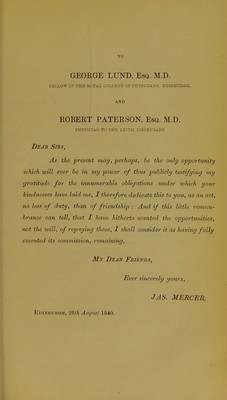 TO
GEORGE LUND, Esq. M.D.
FELLOW OF THE ROYAL COLLEGE OF PHYSICIANS, EDINBURGH.
AND
ROBERT PATERSON, Esq. M.D.
PHYSICIAN TO THE LEITH DISPENSARY.
Dear Sirs,
As the present may, perhaps, be the only opportunity
which will ever be in my power of thus publicly testifying my
gratitude for the innumerable obligations under which your
kindnesses have laid me, I therefore dedicate this to you, as an act,
no less of duty, than of friendship: And if this little remem-
brance can tell, that I have hitherto wanted the opportunities,
not the will, of repaying them, I shall consider it as having fully
executed its commission, remaining,
My Dear Friends,
Ever sincerely yours,
JAS. MERCER.
Edinburgh, 28th August 1840.